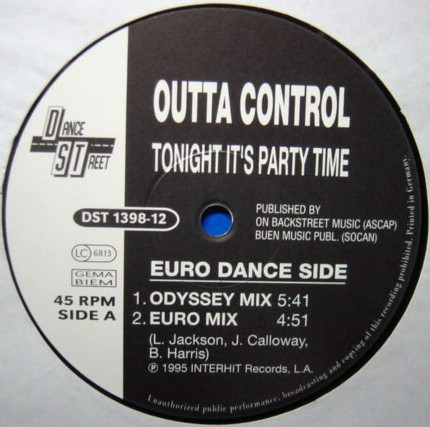 OUTTA CONTROL
TONIGHT IT'S PARTY TIME
DANCE
STREET
DST 1398-12
PUBLISHED BY
ON BACKSTREET MUSIC (ASCAP)
BUEN MUSIC PUBL. (SOCAN)
LC 6813
GEMA
BIEM
45 RPM
SIDE A
EURO DANCE SIDE
1. ODYSSEY MIX 5:41
2. EURO MIX 4:51
(L. Jackson, J. Calloway,
B. Harris)
℗ 1995 INTERHIT Records, L.A.
Unauthorized public performance, broadcasting and copying of this recording prohibited. Printed in Germany.